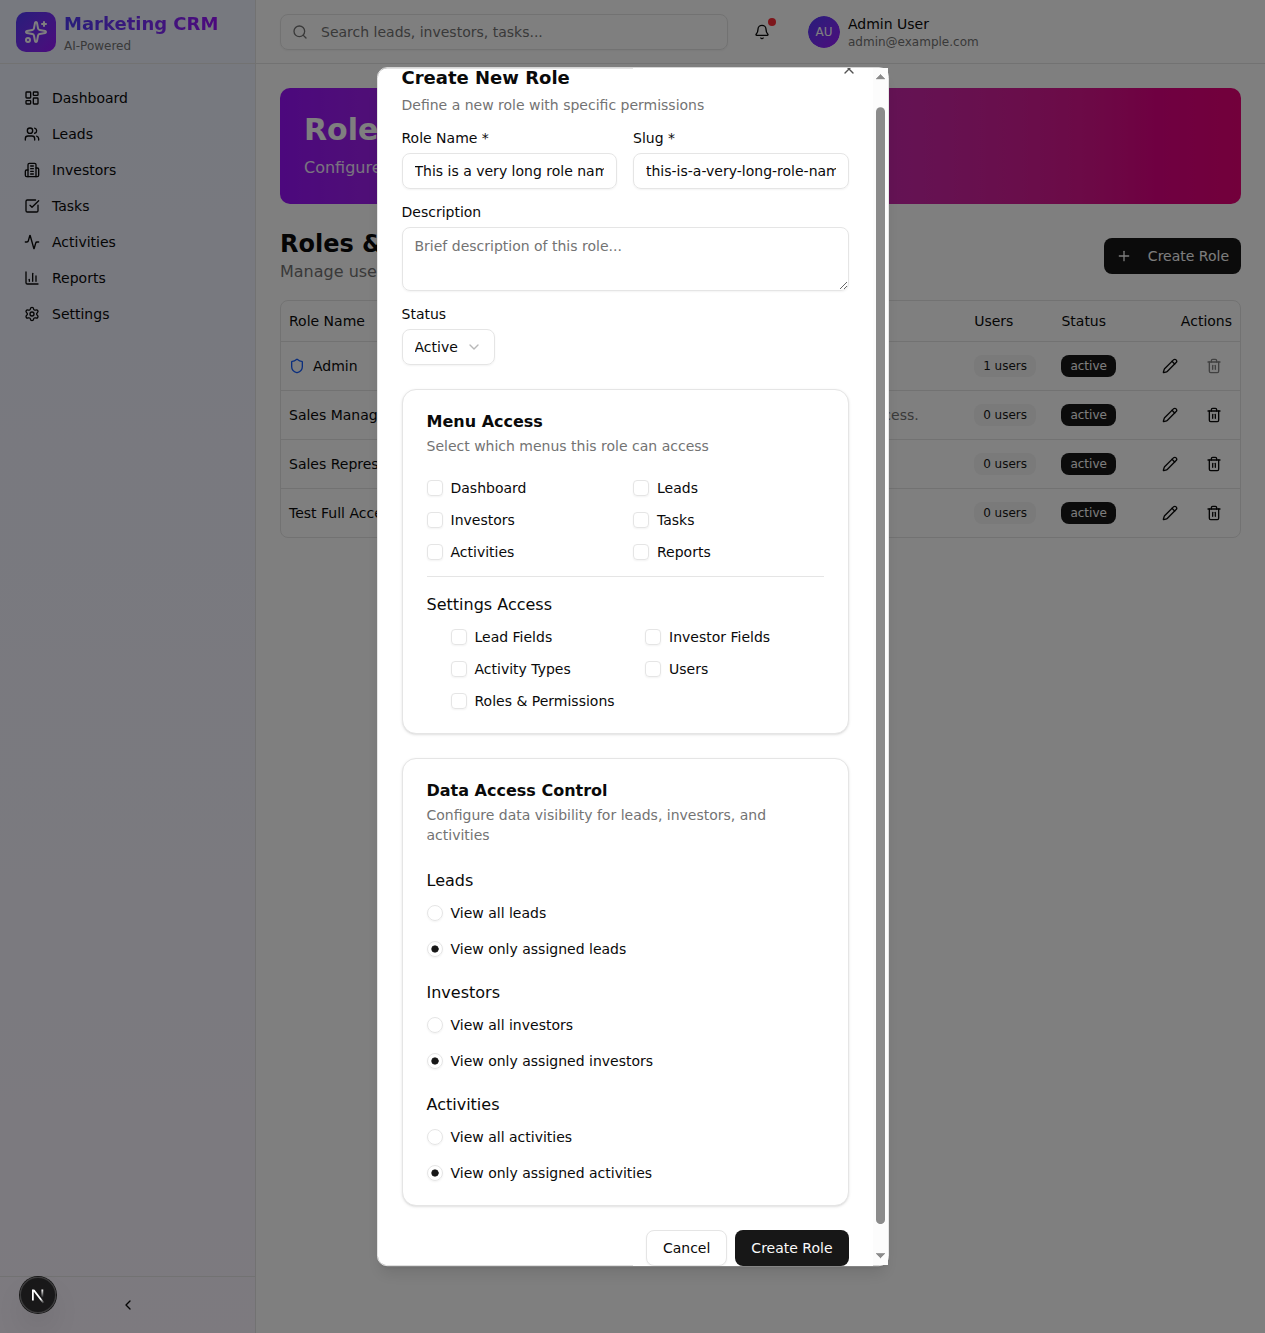 Marketing CRM
AI-Powered
Search leads, investors, tasks...
AU
Admin User
admin@example.com
Dashboard
Leads
Investors
Tasks
Activities
Reports
Settings
Role
Configure
Roles &
Manage use
Create Role
Role Name
Users
Status
Actions
Admin
1 users
active
Sales Manag
cess.
0 users
active
Sales Repres
0 users
active
Test Full Acce
0 users
active
Create New Role
Define a new role with specific permissions
Role Name *
Slug *
This is a very long role nam
this-is-a-very-long-role-nam
Description
Brief description of this role...
Status
Active
Menu Access
Select which menus this role can access
Dashboard
Leads
Investors
Tasks
Activities
Reports
Settings Access
Lead Fields
Investor Fields
Activity Types
Users
Roles & Permissions
Data Access Control
Configure data visibility for leads, investors, and
activities
Leads
View all leads
View only assigned leads
Investors
View all investors
View only assigned investors
Activities
View all activities
View only assigned activities
Cancel
Create Role
N